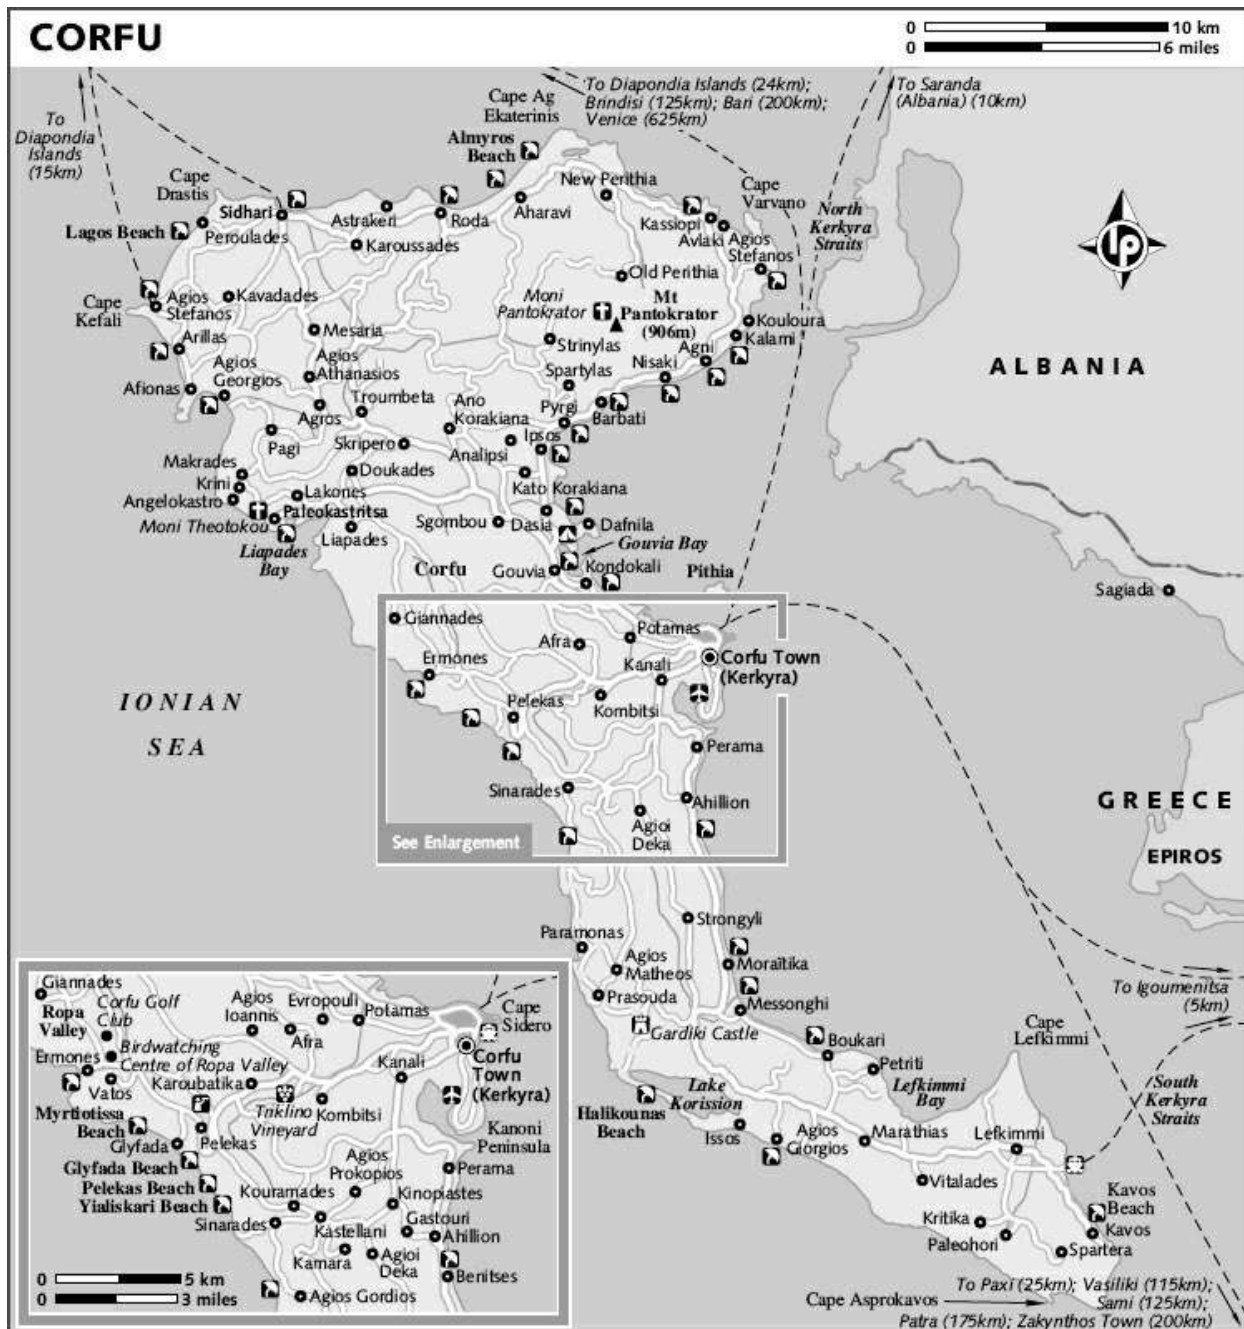 CORFU
0 10 km
0 6 miles
To
Diapondia
Islands
(15km)
To Diapondia Islands (24km);
Brindisi (125km); Bari (200km);
Venice (625km)
To Saranda
(Albania) (10km)
Cape Ag
Ekaterinis
Almyros
Beach
Cape
Drastis
Sidhari
Lagos Beach
Peroulades
Astrakeri
Roda
Karoussades
Aharavi
New Perithia
Kassiopi
Cape
Varvano
Avlaki
Agios
Stefanos
North
Kerkyra
Straits
lp
Old Perithia
Cape
Kefali
Agios
Stefanos
Kavadades
Moni
Pantokrator
Mt
Pantokrator
(906m)
Kouloura
Kalami
Mesaria
Arillas
Strinylas
Agni
Nisaki
ALBANIA
Afionas
Agios
Georgios
Agios
Athanasios
Spartylas
Troumbeta
Ano
Korakiana
Pyrgi
Barbati
Agros
Pagi
Skripero
Analipsi
Ipsos
Makrades
Krini
Doukades
Kato Korakiana
Angelokastro
Lakones
Paleokastritsa
Moni Theotokou
Liapades
Liapades
Bay
Sgombou
Dasia
Dafnila
Gouvia Bay
Corfu
Gouvia
Kondokali
Pithia
Sagiada
Giannades
Potamas
Afra
Ermones
Kanali
Corfu Town
(Kerkyra)
Pelekas
Kombitsi
IONIAN
SEA
Perama
Sinarades
Ahillion
Agioi
Deka
See Enlargement
GREECE
EPIROS
Strongyli
Paramonas
Agios
Matheos
Moraïtika
Prasouda
Messonghi
Gardiki Castle
To Igoumenitsa
(5km)
Boukari
Petriti
Cape
Lefkimmi
Lefkimmi
Bay
South
Kerkyra
Straits
Halikounas
Beach
Lake
Korission
Issos
Agios
Giorgios
Marathias
Lefkimmi
Vitalades
Kavos
Beach
Kritika
Kavos
Paleohori
Spartera
Cape Asprokavos
To Paxi (25km); Vasiliki (115km);
Sami (125km);
Patra (175km); Zakynthos Town (200km)
Giannades
Ropa
Valley
Corfu Golf
Club
Agios
Ioannis
Evropouli
Potamas
Cape
Sidero
Afra
Ermones
Birdwatching
Centre of Ropa Valley
Kanali
Corfu
Town
(Kerkyra)
Vatos
Karoubatika
Myrtiotissa
Beach
Triklino
Vineyard
Kombitsi
Kanoni
Peninsula
Glyfada
Pelekas
Glyfada Beach
Agios
Prokopios
Perama
Pelekas Beach
Kouramades
Kinopiastes
Yialiskari Beach
Sinarades
Kastellani
Gastouri
Ahillion
Kamara
Agioi
Deka
Benitses
0 5 km
0 3 miles
Agios Gordios